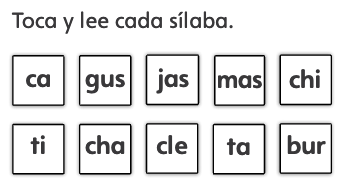 Toca y lee cada sílaba.
ca gus jas mas chi
ti cha cle ta bur